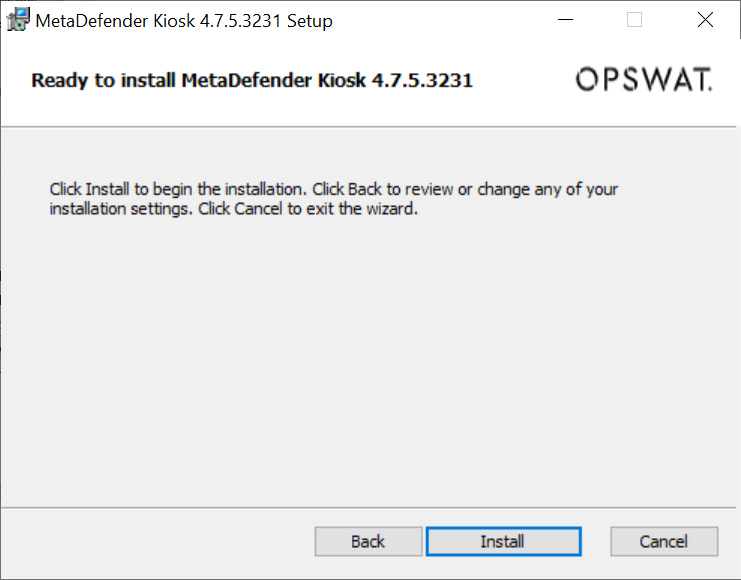 MetaDefender Kiosk 4.7.5.3231 Setup
Ready to install MetaDefender Kiosk 4.7.5.3231
OPSWAT.
Click Install to begin the installation. Click Back to review or change any of your
installation settings. Click Cancel to exit the wizard.
Back
Install
Cancel